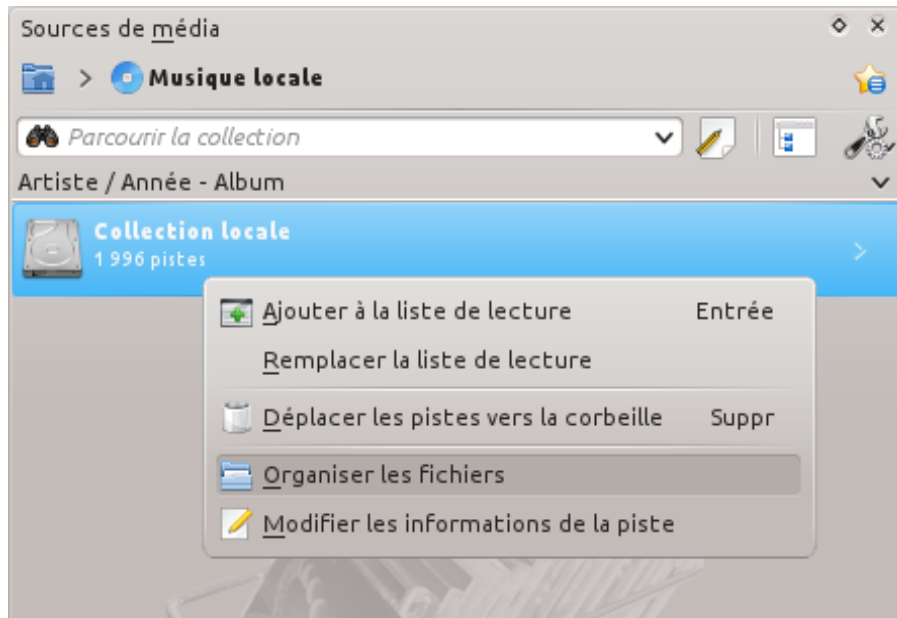 Sources de média
> Musique locale
Parcourir la collection
Artiste / Année - Album
Collection locale
1 996 pistes
Ajouter à la liste de lecture Entrée
Remplacer la liste de lecture
Déplacer les pistes vers la corbeille Suppr
Organiser les fichiers
Modifier les informations de la piste